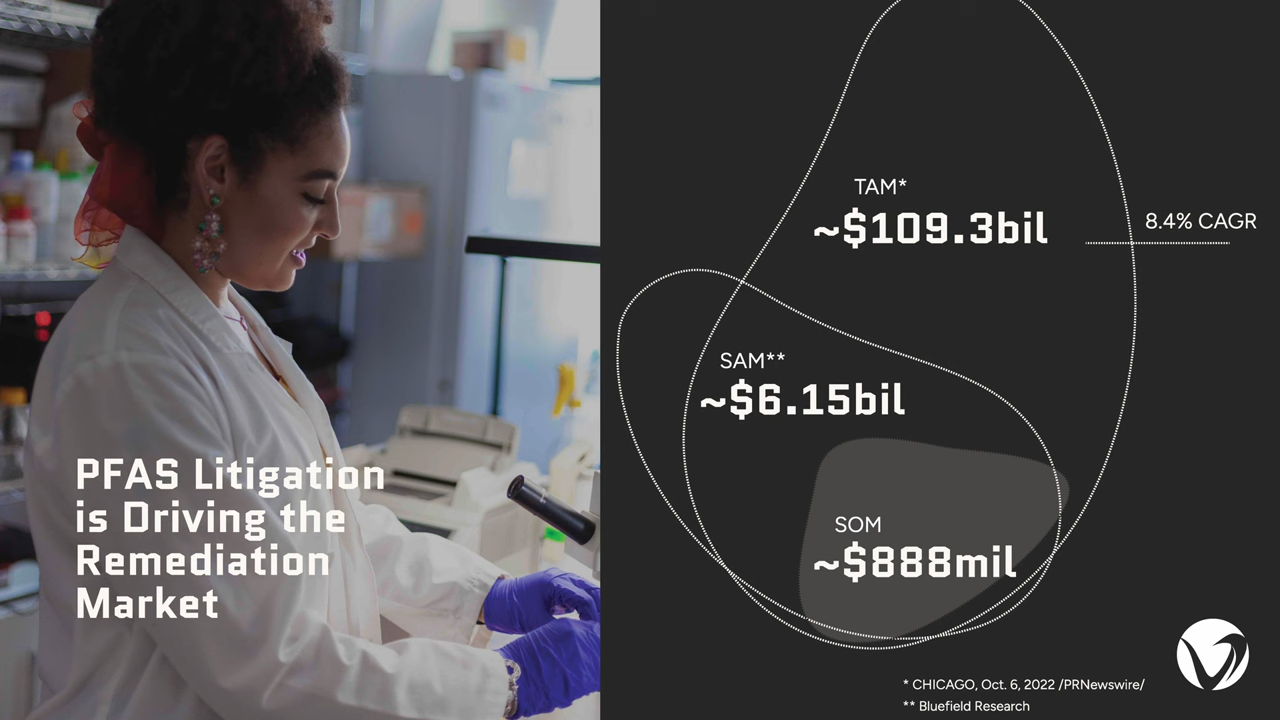 PFAS Litigation
is Driving the
Remediation
Market
TAM*
~$109.3bil
8.4% CAGR
SAM**
~$6.15bil
SOM
~$888mil
* CHICAGO, Oct. 6, 2022 /PRNewswire/
** Bluefield Research